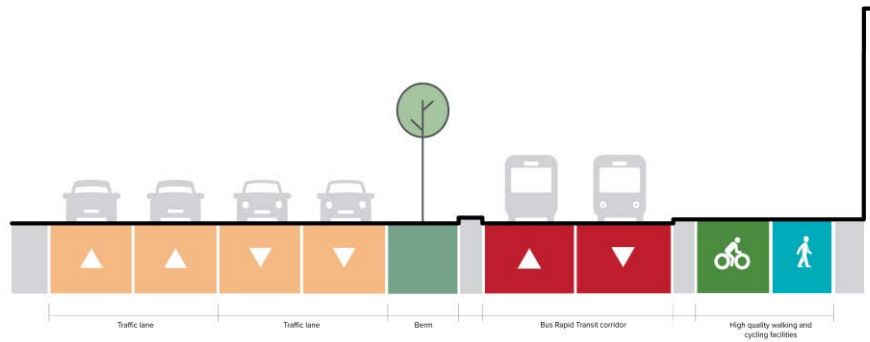 Traffic lane
Traffic lane
Berm
Bus Rapid Transit corridor
High quality walking and
cycling facilities